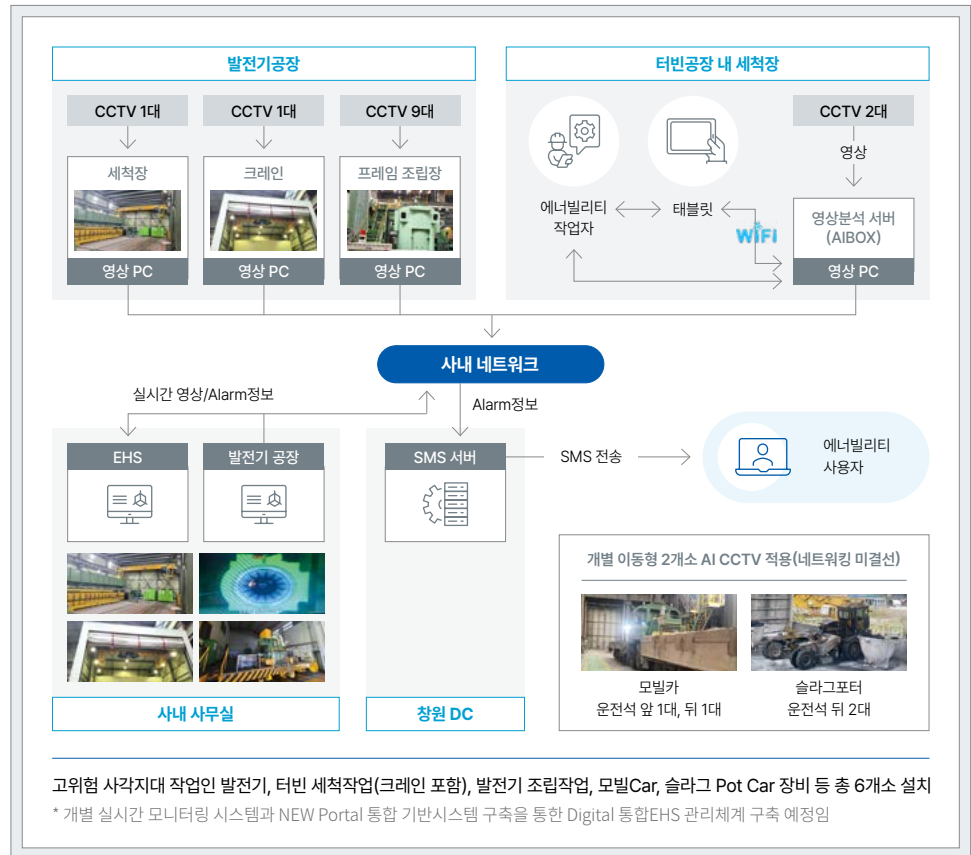 발전기공장
CCTV 1대
CCTV 1대
CCTV 9대
세척장
크레인
프레임 조립장
영상 PC
영상 PC
영상 PC
터빈공장 내 세척장
CCTV 2대
영상
에너빌리티
작업자
태블릿
WiFi
영상분석 서버
(AIBOX)
영상 PC
사내 네트워크
실시간 영상/Alarm정보
Alarm정보
EHS
발전기 공장
사내 사무실
SMS 서버
창원 DC
SMS 전송
에너빌리티
사용자
개별 이동형 2개소 AI CCTV 적용(네트워킹 미결선)
모빌카
운전석 앞 1대, 뒤 1대
슬라그포터
운전석 뒤 2대
고위험 사각지대 작업인 발전기, 터빈 세척작업(크레인 포함), 발전기 조립작업, 모빌Car, 슬라그 Pot Car 장비 등 총 6개소 설치
* 개별 실시간 모니터링 시스템과 NEW Portal 통합 기반시스템 구축을 통한 Digital 통합EHS 관리체계 구축 예정임